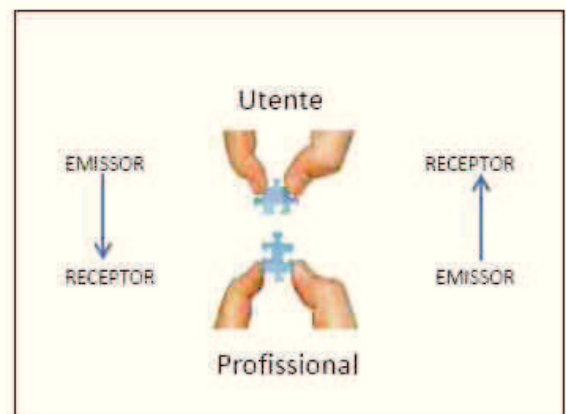 Utente
EMISSOR
RECEPTOR
RECEPTOR
EMISSOR
Profissional